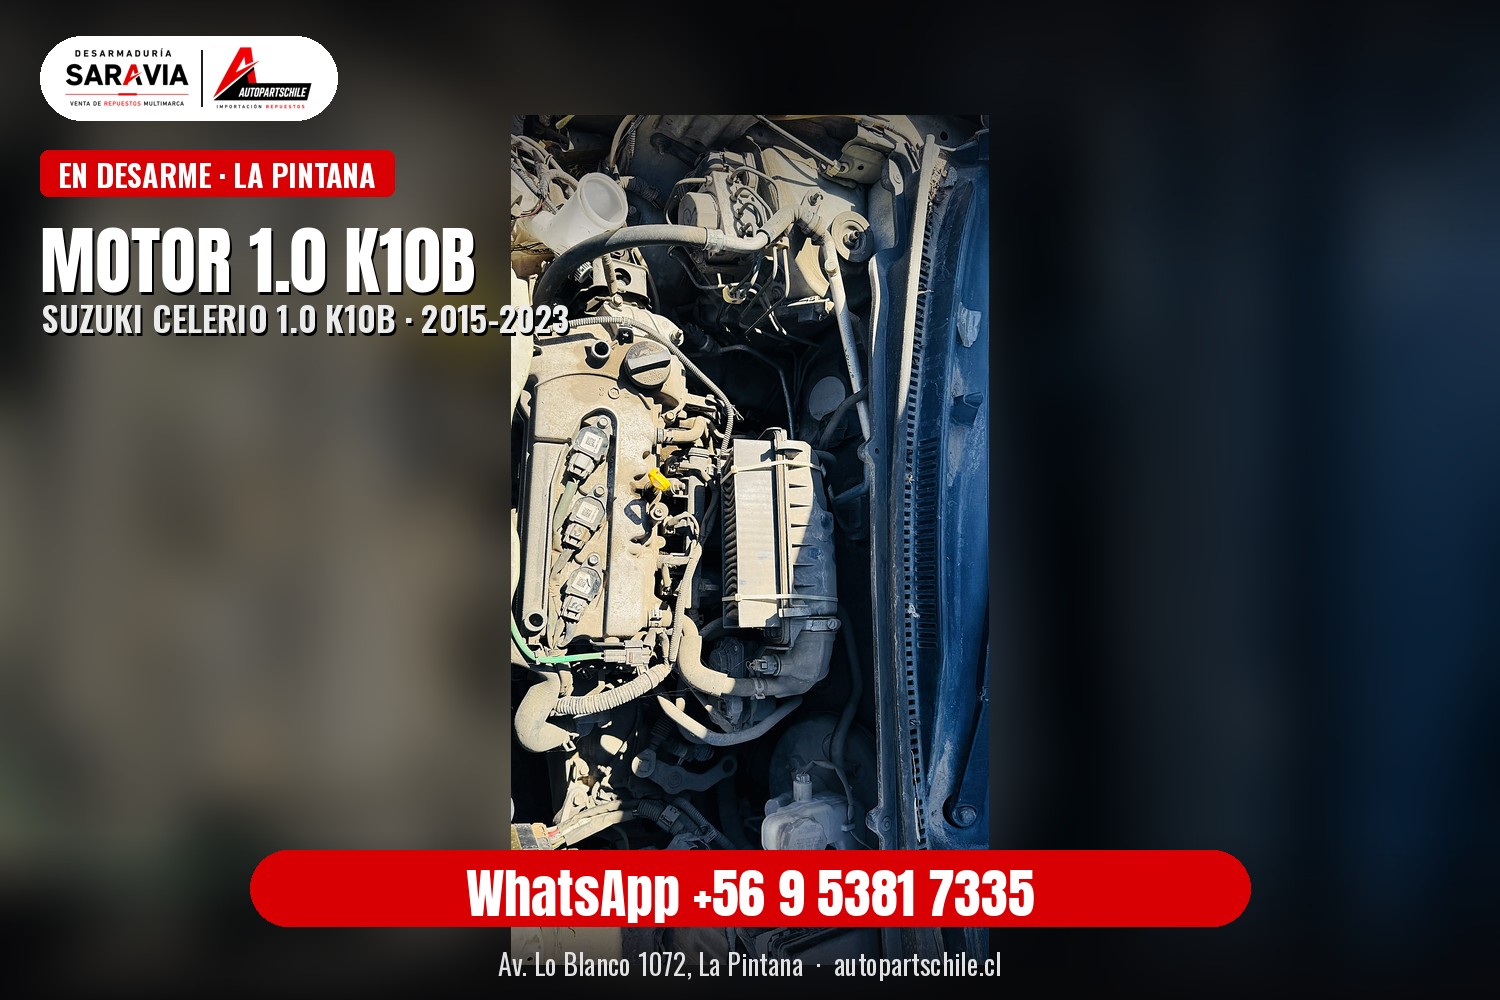 DESARMADURÍA
SARAVIA
VENTA DE REPUESTOS MULTIMARCA
AUTOPARTSCHILE
IMPORTACIÓN REPUESTOS
EN DESARME · LA PINTANA
MOTOR 1.0 K10B
SUZUKI CELERIO 1.0 K10B · 2015-2023
WhatsApp +56 9 5381 7335
Av. Lo Blanco 1072, La Pintana · autopartschile.cl